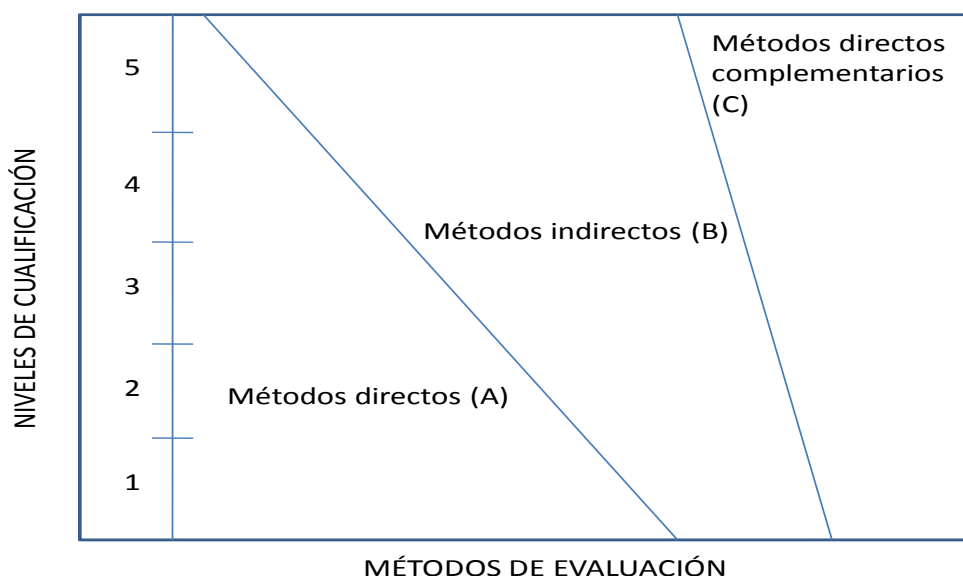 Métodos directos
complementarios
(C)
5
4
Métodos indirectos (B)
3
Métodos directos (A)
2
1
NIVELES DE CUALIFICACIÓN
MÉTODOS DE EVALUACIÓN